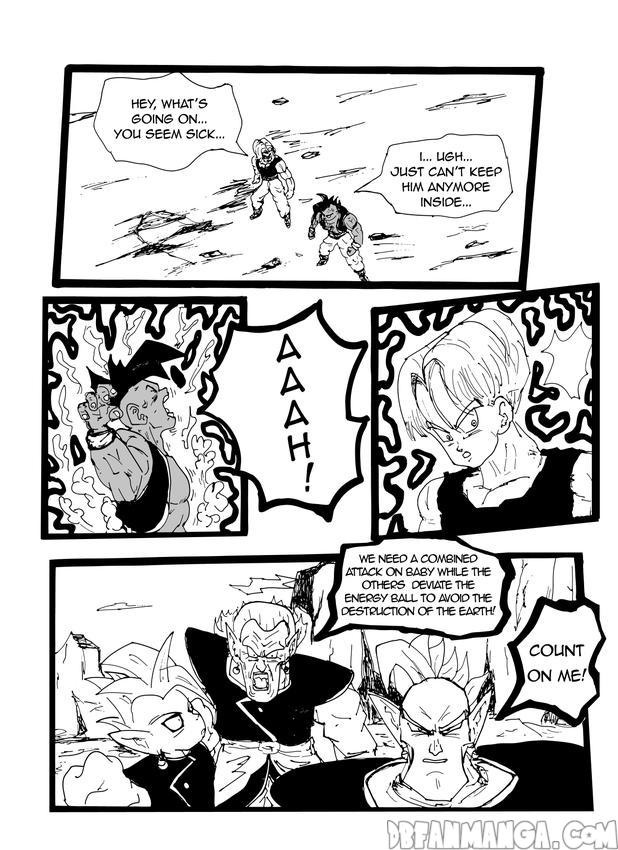 HEY, WHAT'S
GOING ON...
YOU SEEM SICK...
I... UGH...
JUST CAN'T KEEP
HIM ANYMORE
INSIDE...
AAAH!
WE NEED A COMBINED
ATTACK ON BABY WHILE THE
OTHERS DEVIATE THE
ENERGY BALL TO AVOID THE
DESTRUCTION OF THE EARTH!
COUNT
ON ME!
DBFANMANGA.COM